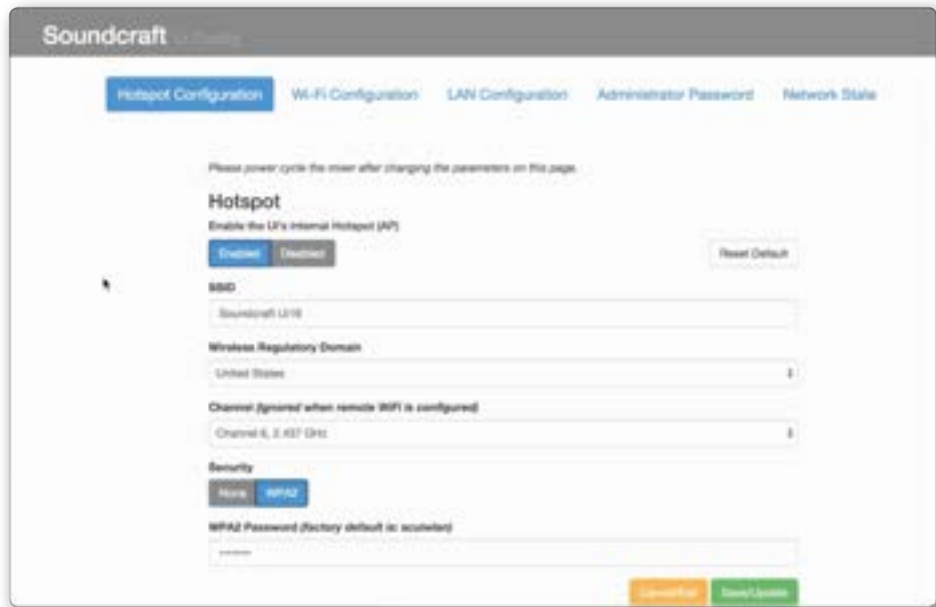 Soundcraft Ui Config
Hotspot Configuration Wi-Fi Configuration LAN Configuration Administrator Password Network State
Please power cycle the mixer after changing the parameters on this page.
Hotspot
Enable the UI's internal Hotspot (AP)
Enabled Disabled Reset Default
SSID
Soundcraft Ui16
Wireless Regulatory Domain
United States
Channel (Ignored when remote WiFi is configured)
Channel 6, 2.437 GHz
Security
None WPA2
WPA2 Password (factory default is: scuiwlan)
Cancel/Exit Save/Update